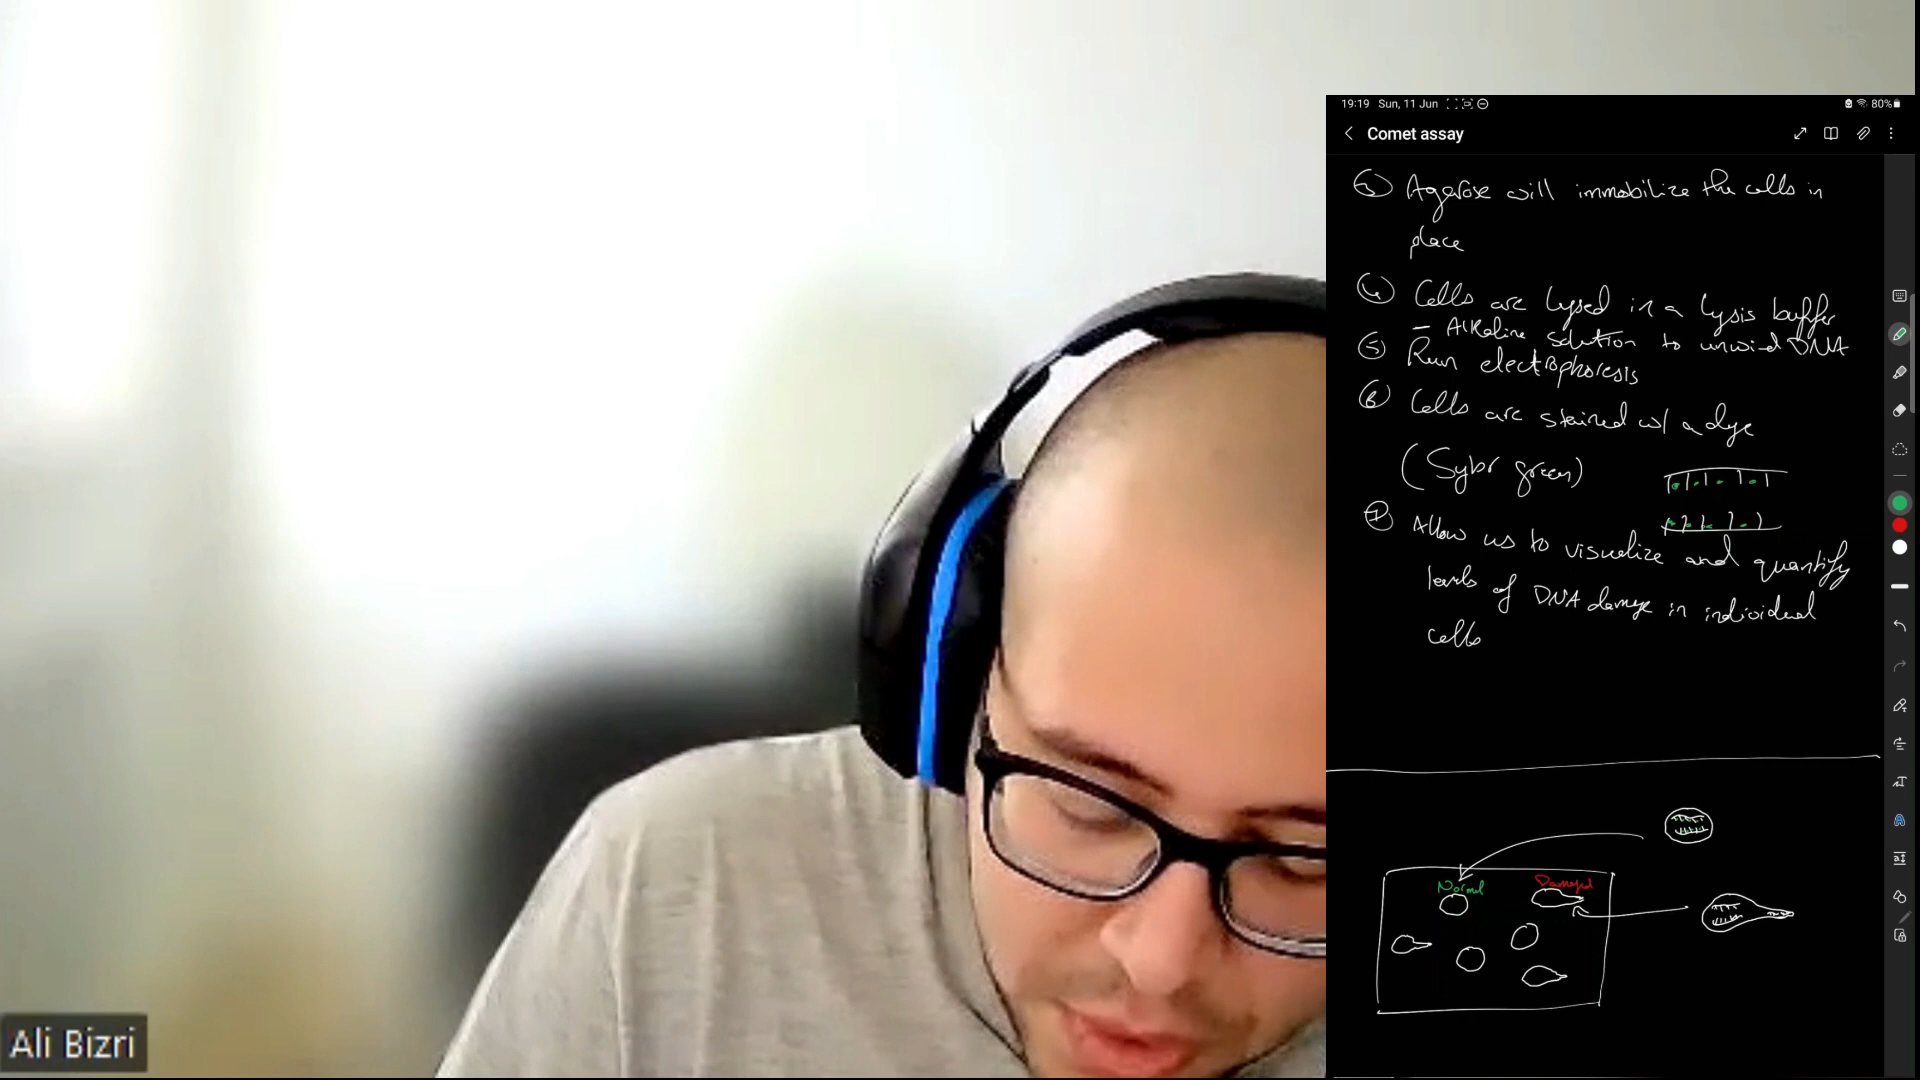 19:19 Sun, 11 Jun 80%
Comet assay
③ Agarose will immobilize the cells in
place
④ Cells are lysed in a lysis buffer
- Alkaline solution to unwind DNA
⑤ Run electrophoresis
⑥ Cells are stained w/ a dye
(Sybr green)
⑦ Allow us to visualize and quantify
levels of DNA damage in individual
cells
Normal Damaged
Ali Bizri